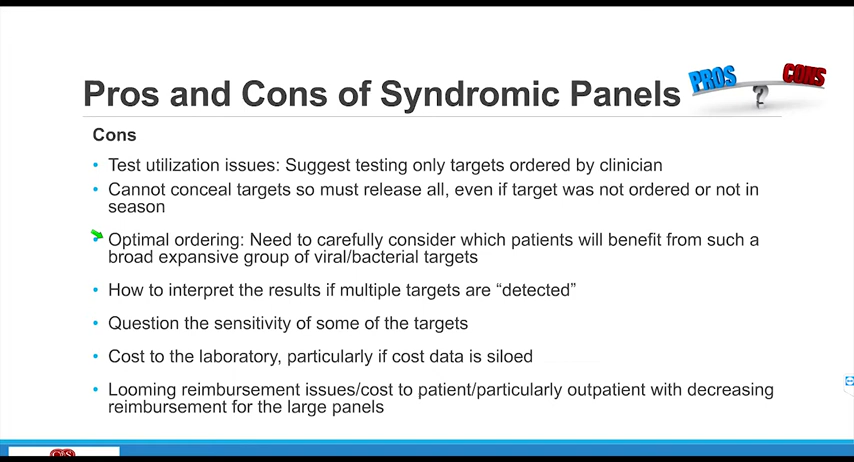 Pros and Cons of Syndromic Panels
PROS
CONS
?
Cons
• Test utilization issues: Suggest testing only targets ordered by clinician
• Cannot conceal targets so must release all, even if target was not ordered or not in
season
• Optimal ordering: Need to carefully consider which patients will benefit from such a
broad expansive group of viral/bacterial targets
• How to interpret the results if multiple targets are “detected”
• Question the sensitivity of some of the targets
• Cost to the laboratory, particularly if cost data is siloed
• Looming reimbursement issues/cost to patient/particularly outpatient with decreasing
reimbursement for the large panels